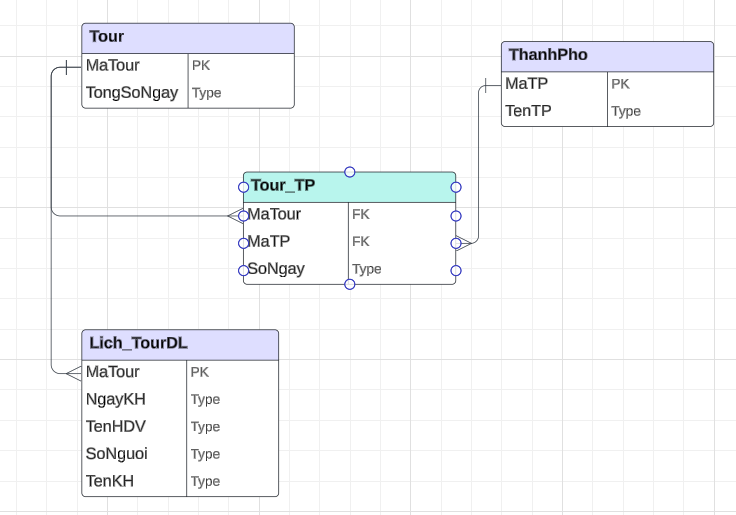 Tour
MaTour PK
TongSoNgay Type
ThanhPho
MaTP PK
TenTP Type
Tour_TP
MaTour FK
MaTP FK
SoNgay Type
Lich_TourDL
MaTour PK
NgayKH Type
TenHDV Type
SoNguoi Type
TenKH Type